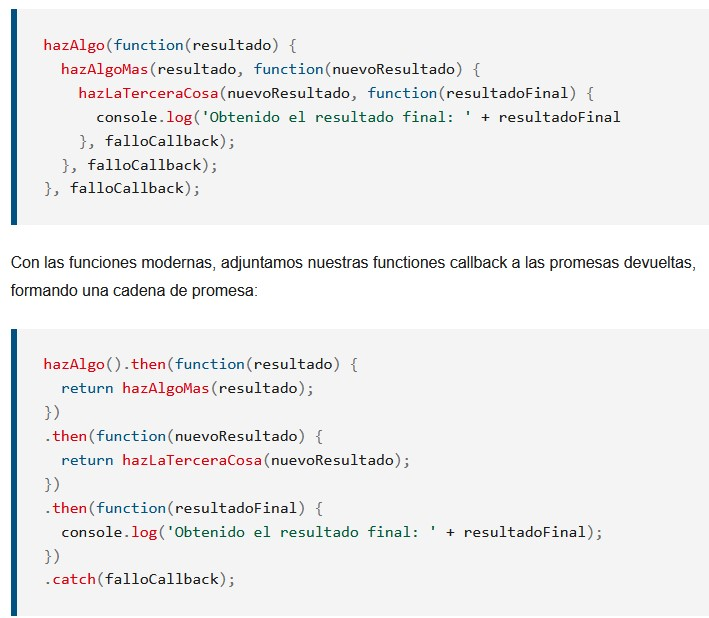 hazAlgo(function(resultado) {
  hazAlgoMas(resultado, function(nuevoResultado) {
    hazLaTerceraCosa(nuevoResultado, function(resultadoFinal) {
      console.log('Obtenido el resultado final: ' + resultadoFinal
    }, falloCallback);
  }, falloCallback);
}, falloCallback);
Con las funciones modernas, adjuntamos nuestras functiones callback a las promesas devueltas,
formando una cadena de promesa:
hazAlgo().then(function(resultado) {
  return hazAlgoMas(resultado);
})
.then(function(nuevoResultado) {
  return hazLaTerceraCosa(nuevoResultado);
})
.then(function(resultadoFinal) {
  console.log('Obtenido el resultado final: ' + resultadoFinal);
})
.catch(falloCallback);